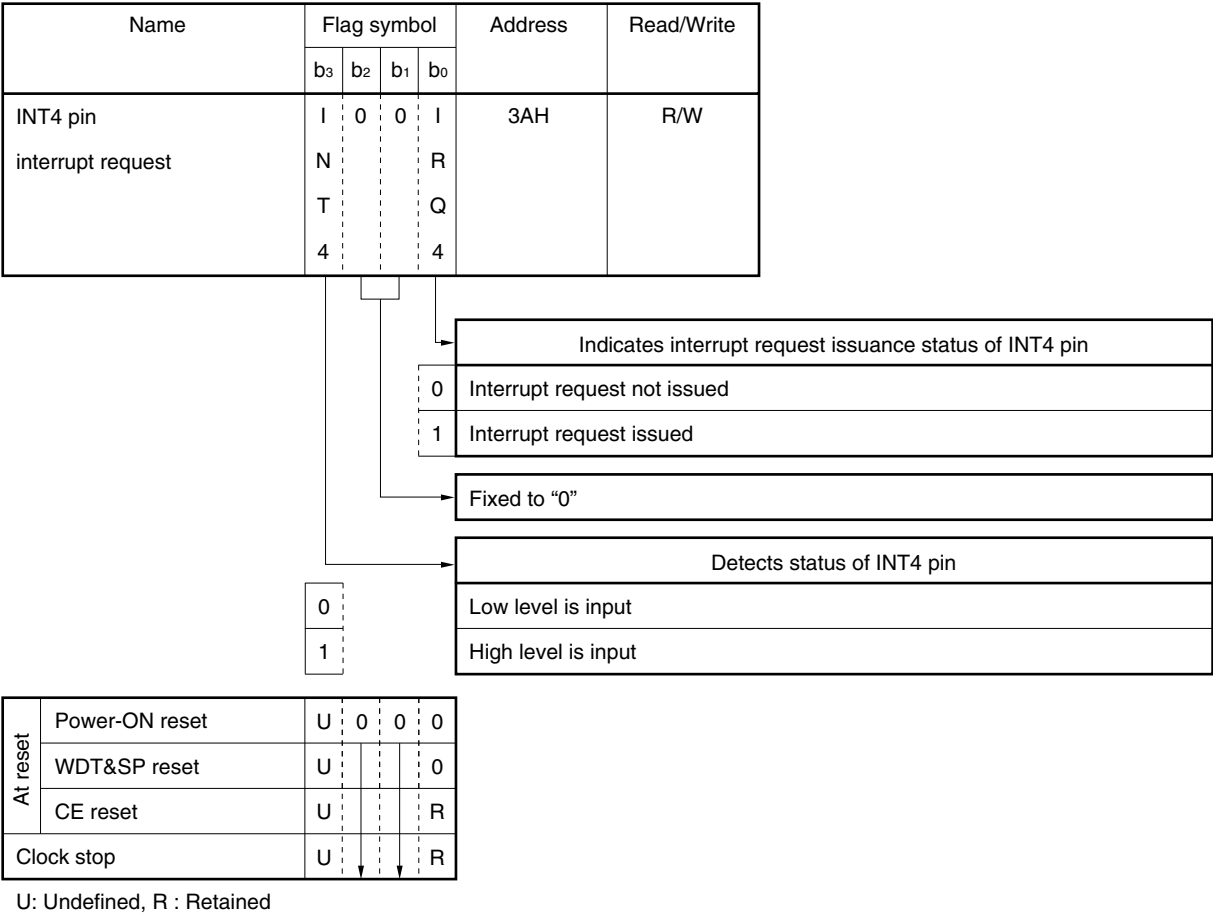 Name Flag symbol Address Read/Write
b3 b2 b1 b0
INT4 pin I 0 0 I 3AH R/W
interrupt request N R
T Q
4 4
Indicates interrupt request issuance status of INT4 pin
0 Interrupt request not issued
1 Interrupt request issued
Fixed to “0”
Detects status of INT4 pin
0 Low level is input
1 High level is input
At reset
Power-ON reset U 0 0 0
WDT&SP reset U 0
CE reset U R
Clock stop U R
U: Undefined, R : Retained